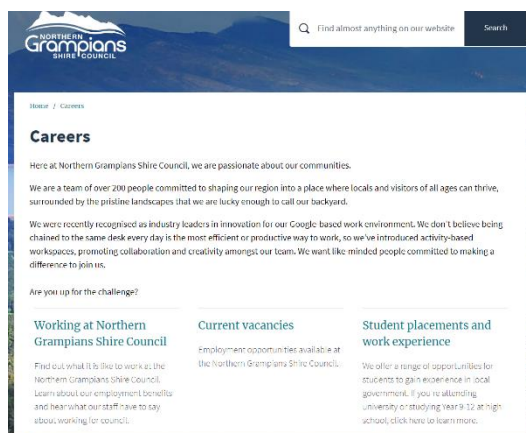 NORTHERN
Grampians
SHIRE COUNCIL
Find almost anything on our website
Search
Home / Careers
Careers
Here at Northern Grampians Shire Council, we are passionate about our communities.
We are a team of over 200 people committed to shaping our region into a place where locals and visitors of all ages can thrive,
surrounded by the pristine landscapes that we are lucky enough to call our backyard.
We were recently recognised as industry leaders in innovation for our Google-based work environment. We don't believe being
chained to the same desk every day is the most efficient or productive way to work, so we've introduced activity-based
workspaces, promoting collaboration and creativity amongst our team. We want like-minded people committed to making a
difference to join us.
Are you up for the challenge?
Working at Northern
Grampians Shire Council
Find out what it is like to work at the
Northern Grampians Shire Council.
Learn about our employment benefits
and hear what our staff have to say
about working for council.
Current vacancies
Employment opportunities available at
the Northern Grampians Shire Council.
Student placements and
work experience
We offer a range of opportunities for
students to gain experience in local
government. If you're attending
university or studying Year 9-12 at high
school, click here to learn more.